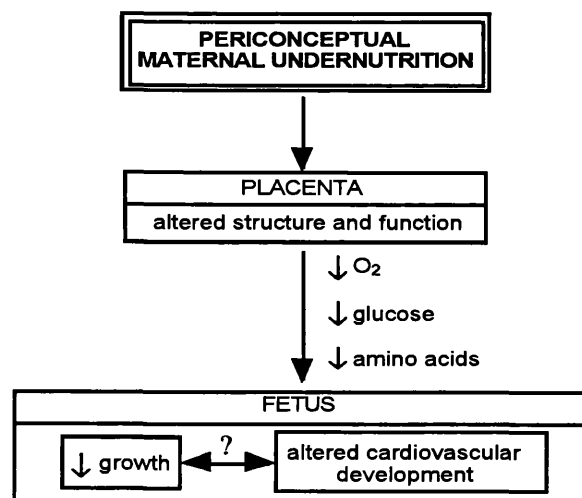 PERICONCEPTUAL
MATERNAL UNDERNUTRITION
PLACENTA
altered structure and function
↓ O₂
↓ glucose
↓ amino acids
FETUS
↓ growth
?
altered cardiovascular
development